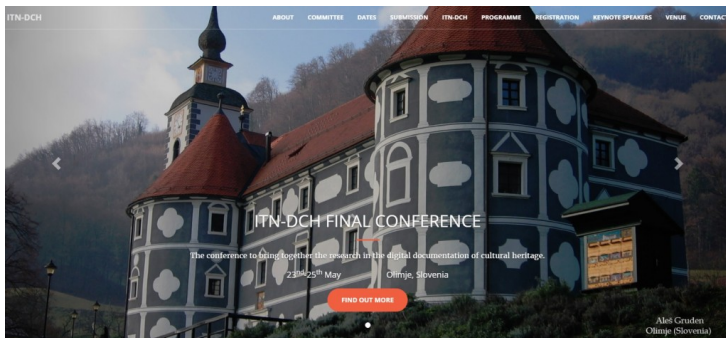 ITN-DCH
ABOUT COMMITTEE DATES SUBMISSION ITN-DCH PROGRAMME REGISTRATION KEYNOTE SPEAKERS VENUE CONTACT
ITN-DCH FINAL CONFERENCE
The conference to bring together the research in the digital documentation of cultural heritage.
23rd-25th May Olimje, Slovenia
FIND OUT MORE
Aleš Gruden
Olimje (Slovenia)